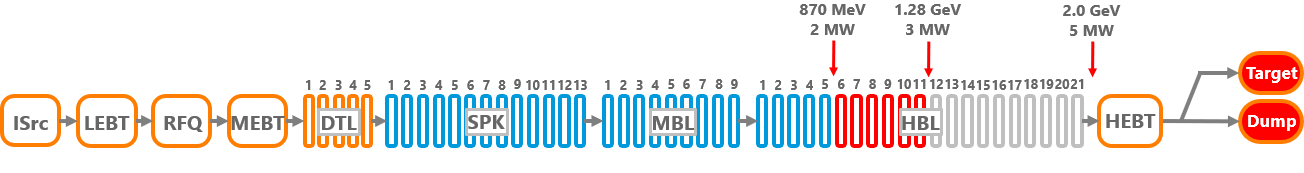 870 MeV
2 MW
1.28 GeV
3 MW
2.0 GeV
5 MW
1 2 3 4 5
1 2 3 4 5 6 7 8 9 10 11 12 13
1 2 3 4 5 6 7 8 9
1 2 3 4 5 6 7 8 9 10 11 12 13 14 15 16 17 18 19 20 21
ISrc
LEBT
RFQ
MEBT
DTL
SPK
MBL
HBL
HEBT
Target
Dump